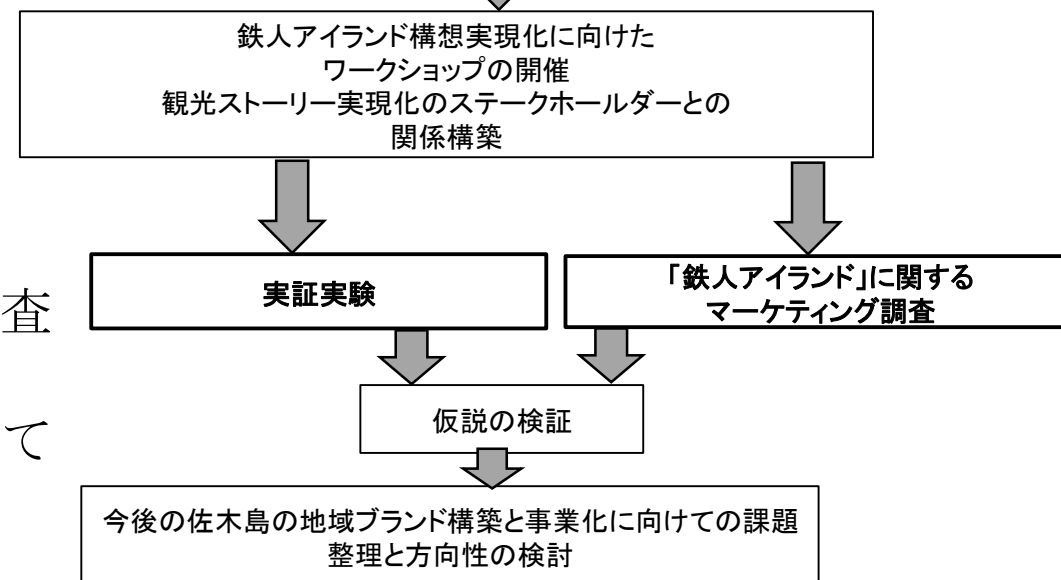 鉄人アイランド構想実現化に向けた
ワークショップの開催
観光ストーリー実現化のステークホールダーとの
関係構築
実証実験
「鉄人アイランド」に関する
マーケティング調査
査
仮説の検証
て
今後の佐木島の地域ブランド構築と事業化に向けての課題
整理と方向性の検討